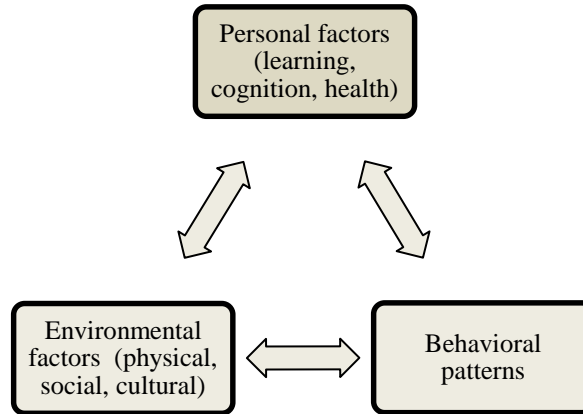 Personal factors
(learning,
cognition, health)
Environmental
factors  (physical,
social, cultural)
Behavioral
patterns